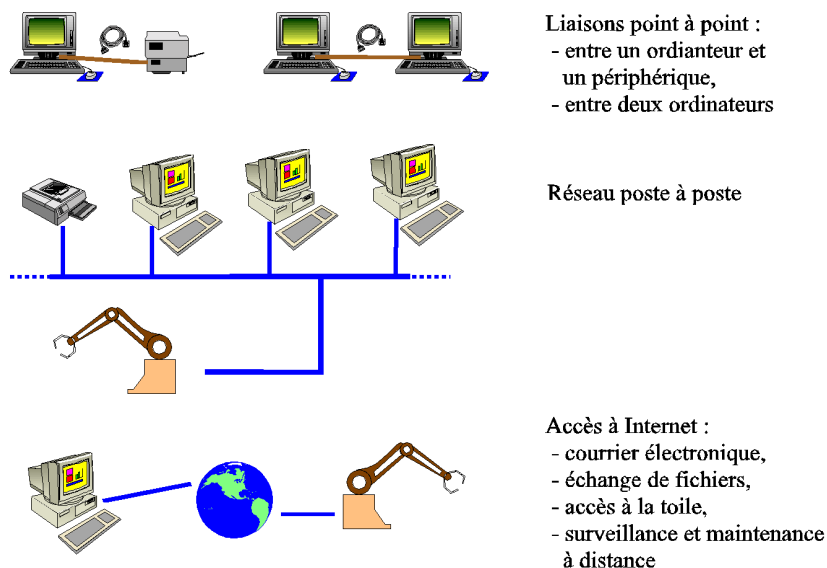 Liaisons point à point :
- entre un ordianteur et
un périphérique,
- entre deux ordinateurs
Réseau poste à poste
Accès à Internet :
- courrier électronique,
- échange de fichiers,
- accès à la toile,
- surveillance et maintenance
à distance